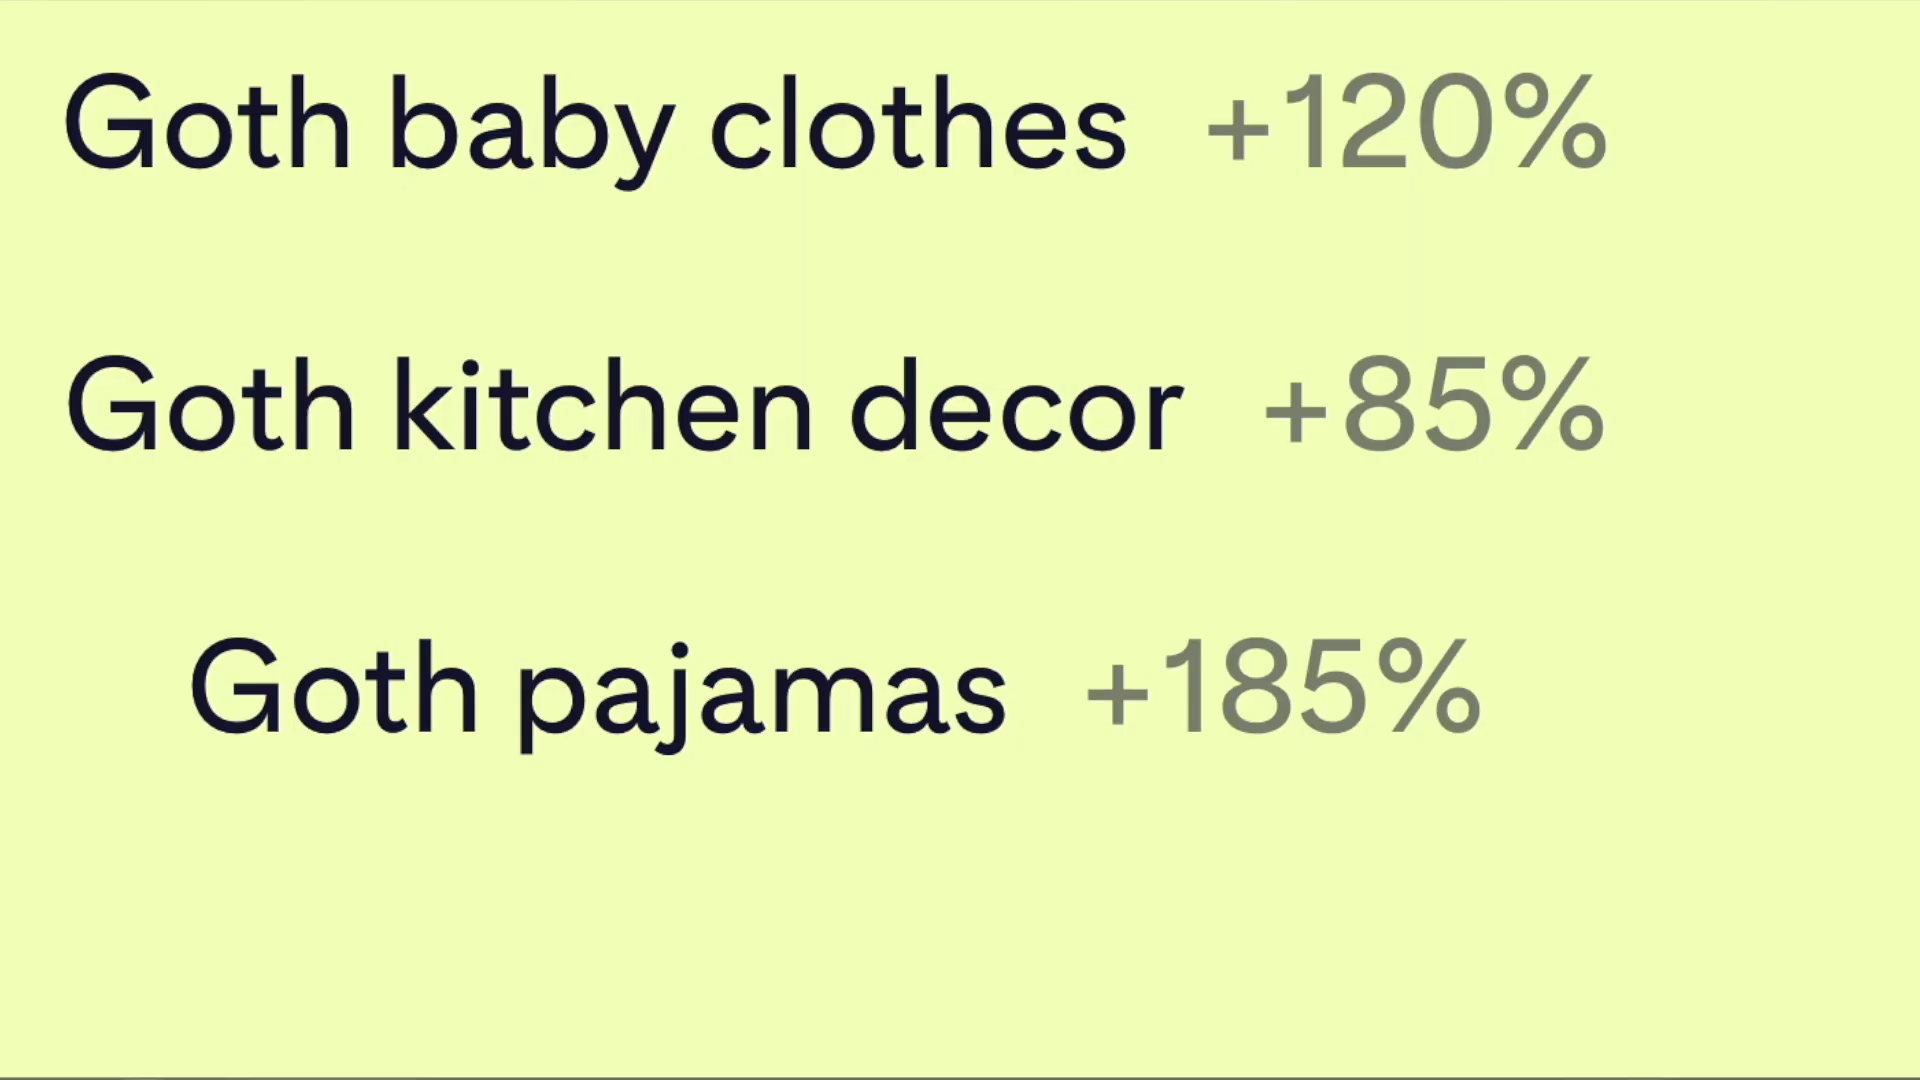 Goth baby clothes +120%
Goth kitchen decor +85%
Goth pajamas +185%